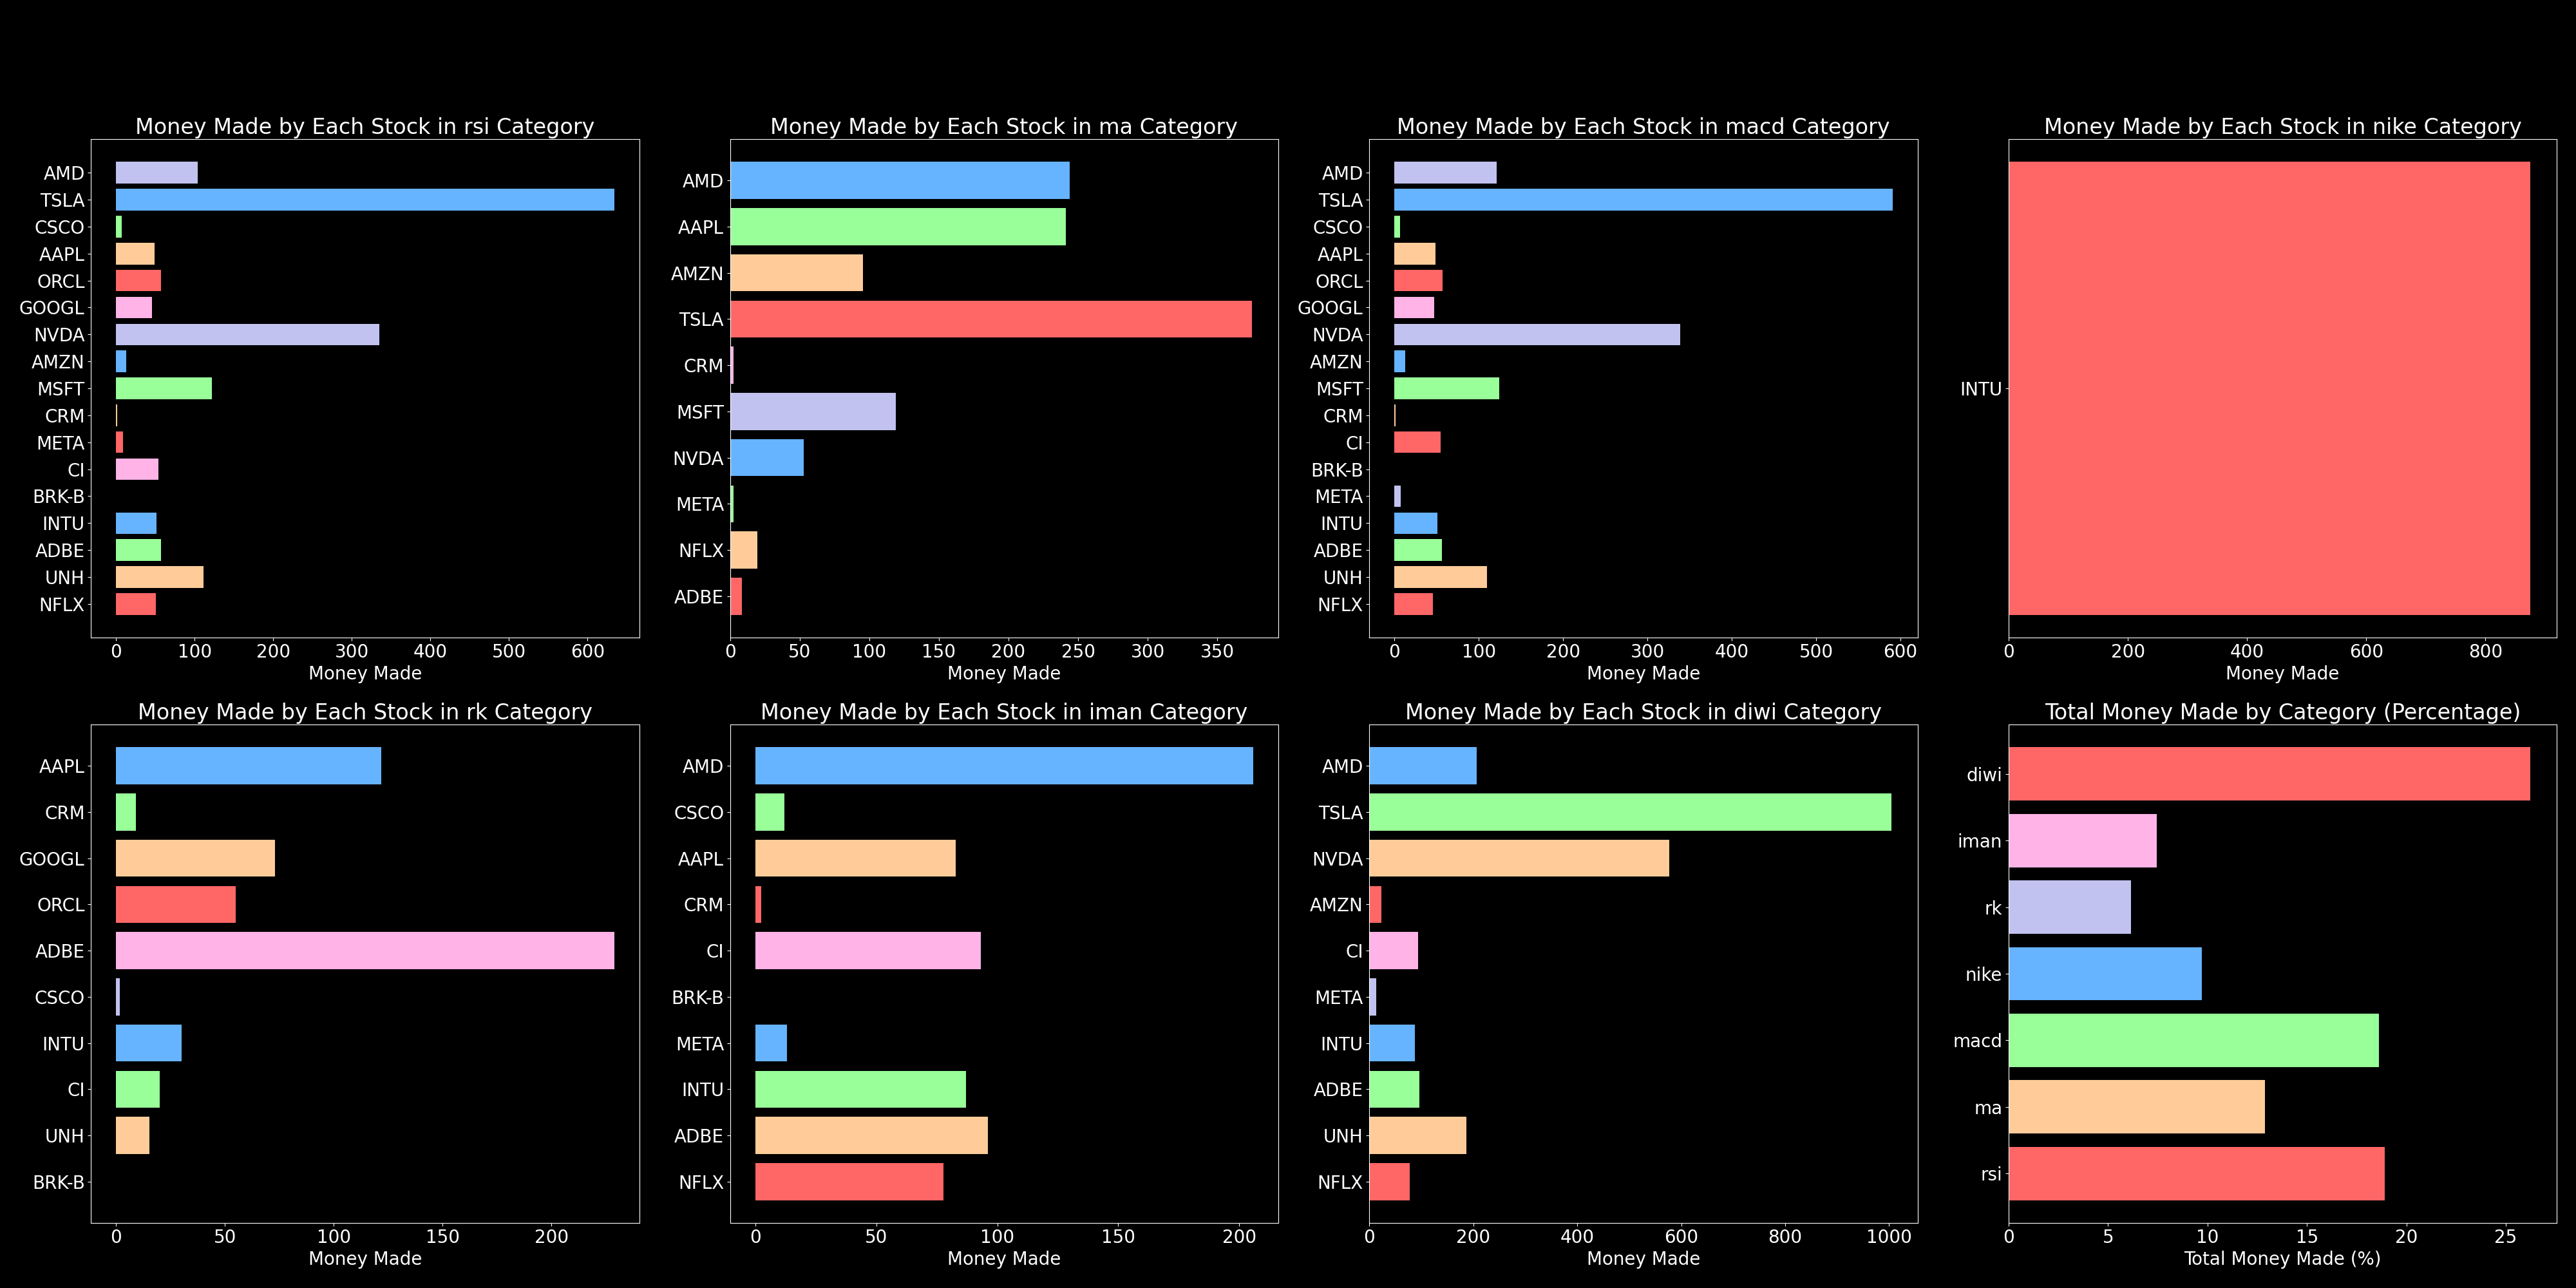 Money Made by Each Stock in rsi Category
AMD
TSLA
CSCO
AAPL
ORCL
GOOGL
NVDA
AMZN
MSFT
CRM
META
CI
BRK-B
INTU
ADBE
UNH
NFLX
0 100 200 300 400 500 600
Money Made
Money Made by Each Stock in ma Category
AMD
AAPL
AMZN
TSLA
CRM
MSFT
NVDA
META
NFLX
ADBE
0 50 100 150 200 250 300 350
Money Made
Money Made by Each Stock in macd Category
AMD
TSLA
CSCO
AAPL
ORCL
GOOGL
NVDA
AMZN
MSFT
CRM
CI
BRK-B
META
INTU
ADBE
UNH
NFLX
0 100 200 300 400 500 600
Money Made
Money Made by Each Stock in nike Category
INTU
0 200 400 600 800
Money Made
Money Made by Each Stock in rk Category
AAPL
CRM
GOOGL
ORCL
ADBE
CSCO
INTU
CI
UNH
BRK-B
0 50 100 150 200
Money Made
Money Made by Each Stock in iman Category
AMD
CSCO
AAPL
CRM
CI
BRK-B
META
INTU
ADBE
NFLX
0 50 100 150 200
Money Made
Money Made by Each Stock in diwi Category
AMD
TSLA
NVDA
AMZN
CI
META
INTU
ADBE
UNH
NFLX
0 200 400 600 800 1000
Money Made
Total Money Made by Category (Percentage)
diwi
iman
rk
nike
macd
ma
rsi
0 5 10 15 20 25
Total Money Made (%)